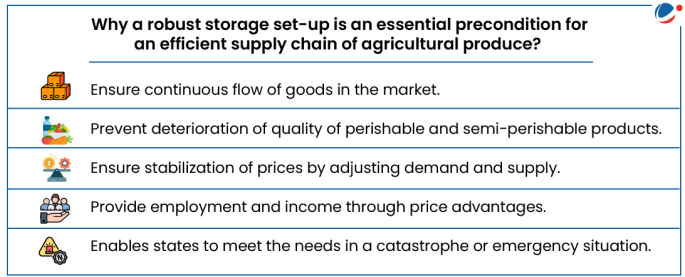 Why a robust storage set-up is an essential precondition for
an efficient supply chain of agricultural produce?
Ensure continuous flow of goods in the market.
Prevent deterioration of quality of perishable and semi-perishable products.
Ensure stabilization of prices by adjusting demand and supply.
Provide employment and income through price advantages.
Enables states to meet the needs in a catastrophe or emergency situation.